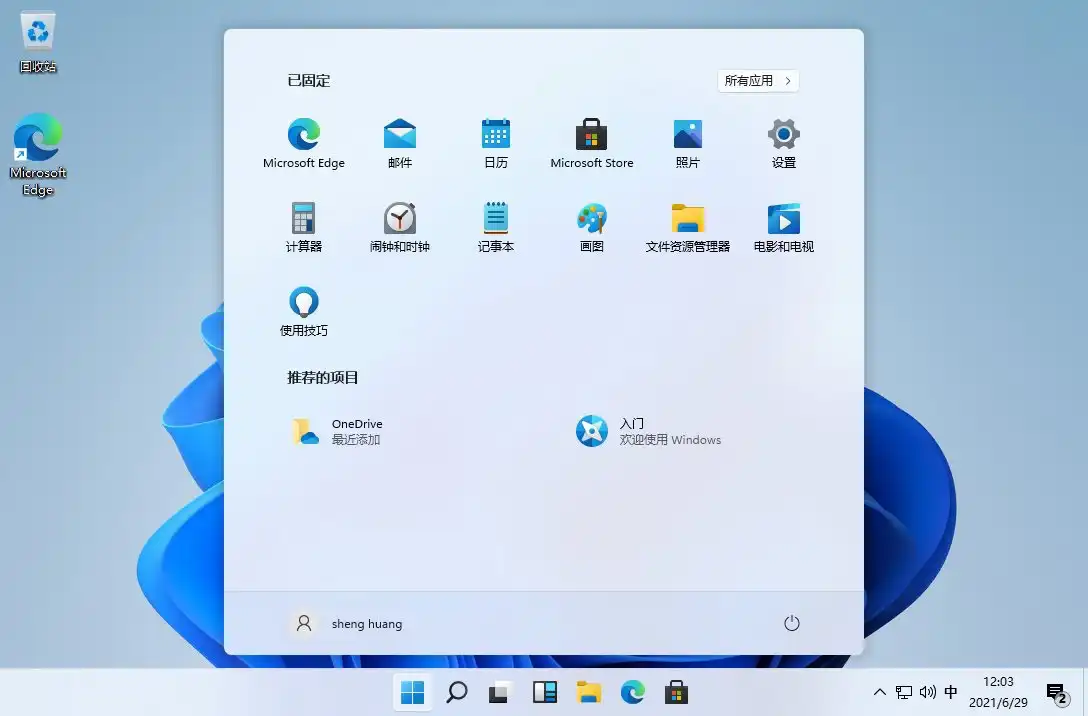 回收站
Microsoft
Edge
已固定
所有应用
Microsoft Edge
邮件
日历
Microsoft Store
照片
设置
计算器
闹钟和时钟
记事本
画图
文件资源管理器
电影和电视
使用技巧
推荐的项目
OneDrive
最近添加
入门
欢迎使用 Windows
sheng huang
中
12:03
2021/6/29
2